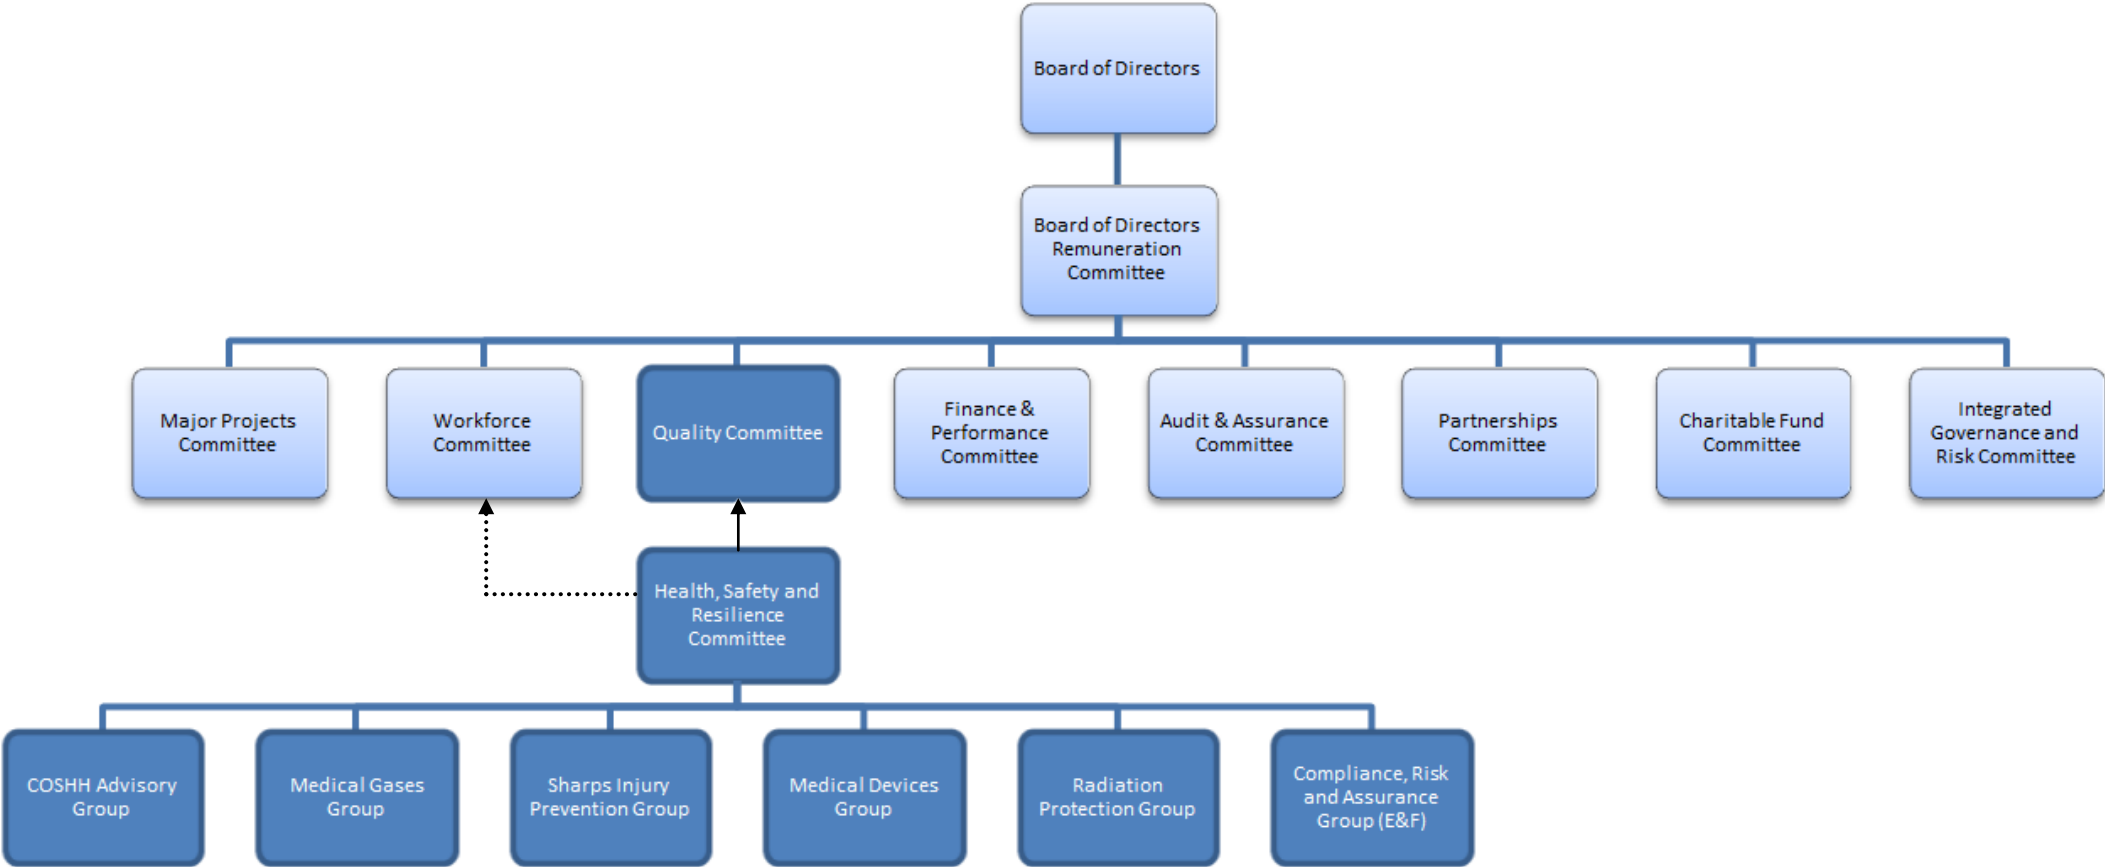 Board of Directors
Board of Directors
Remuneration
Committee
Major Projects
Committee
Workforce
Committee
Quality Committee
Finance &
Performance
Committee
Audit & Assurance
Committee
Partnerships
Committee
Charitable Fund
Committee
Integrated
Governance and
Risk Committee
Health, Safety and
Resilience
Committee
COSHH Advisory
Group
Medical Gases
Group
Sharps Injury
Prevention Group
Medical Devices
Group
Radiation
Protection Group
Compliance, Risk
and Assurance
Group (E&F)